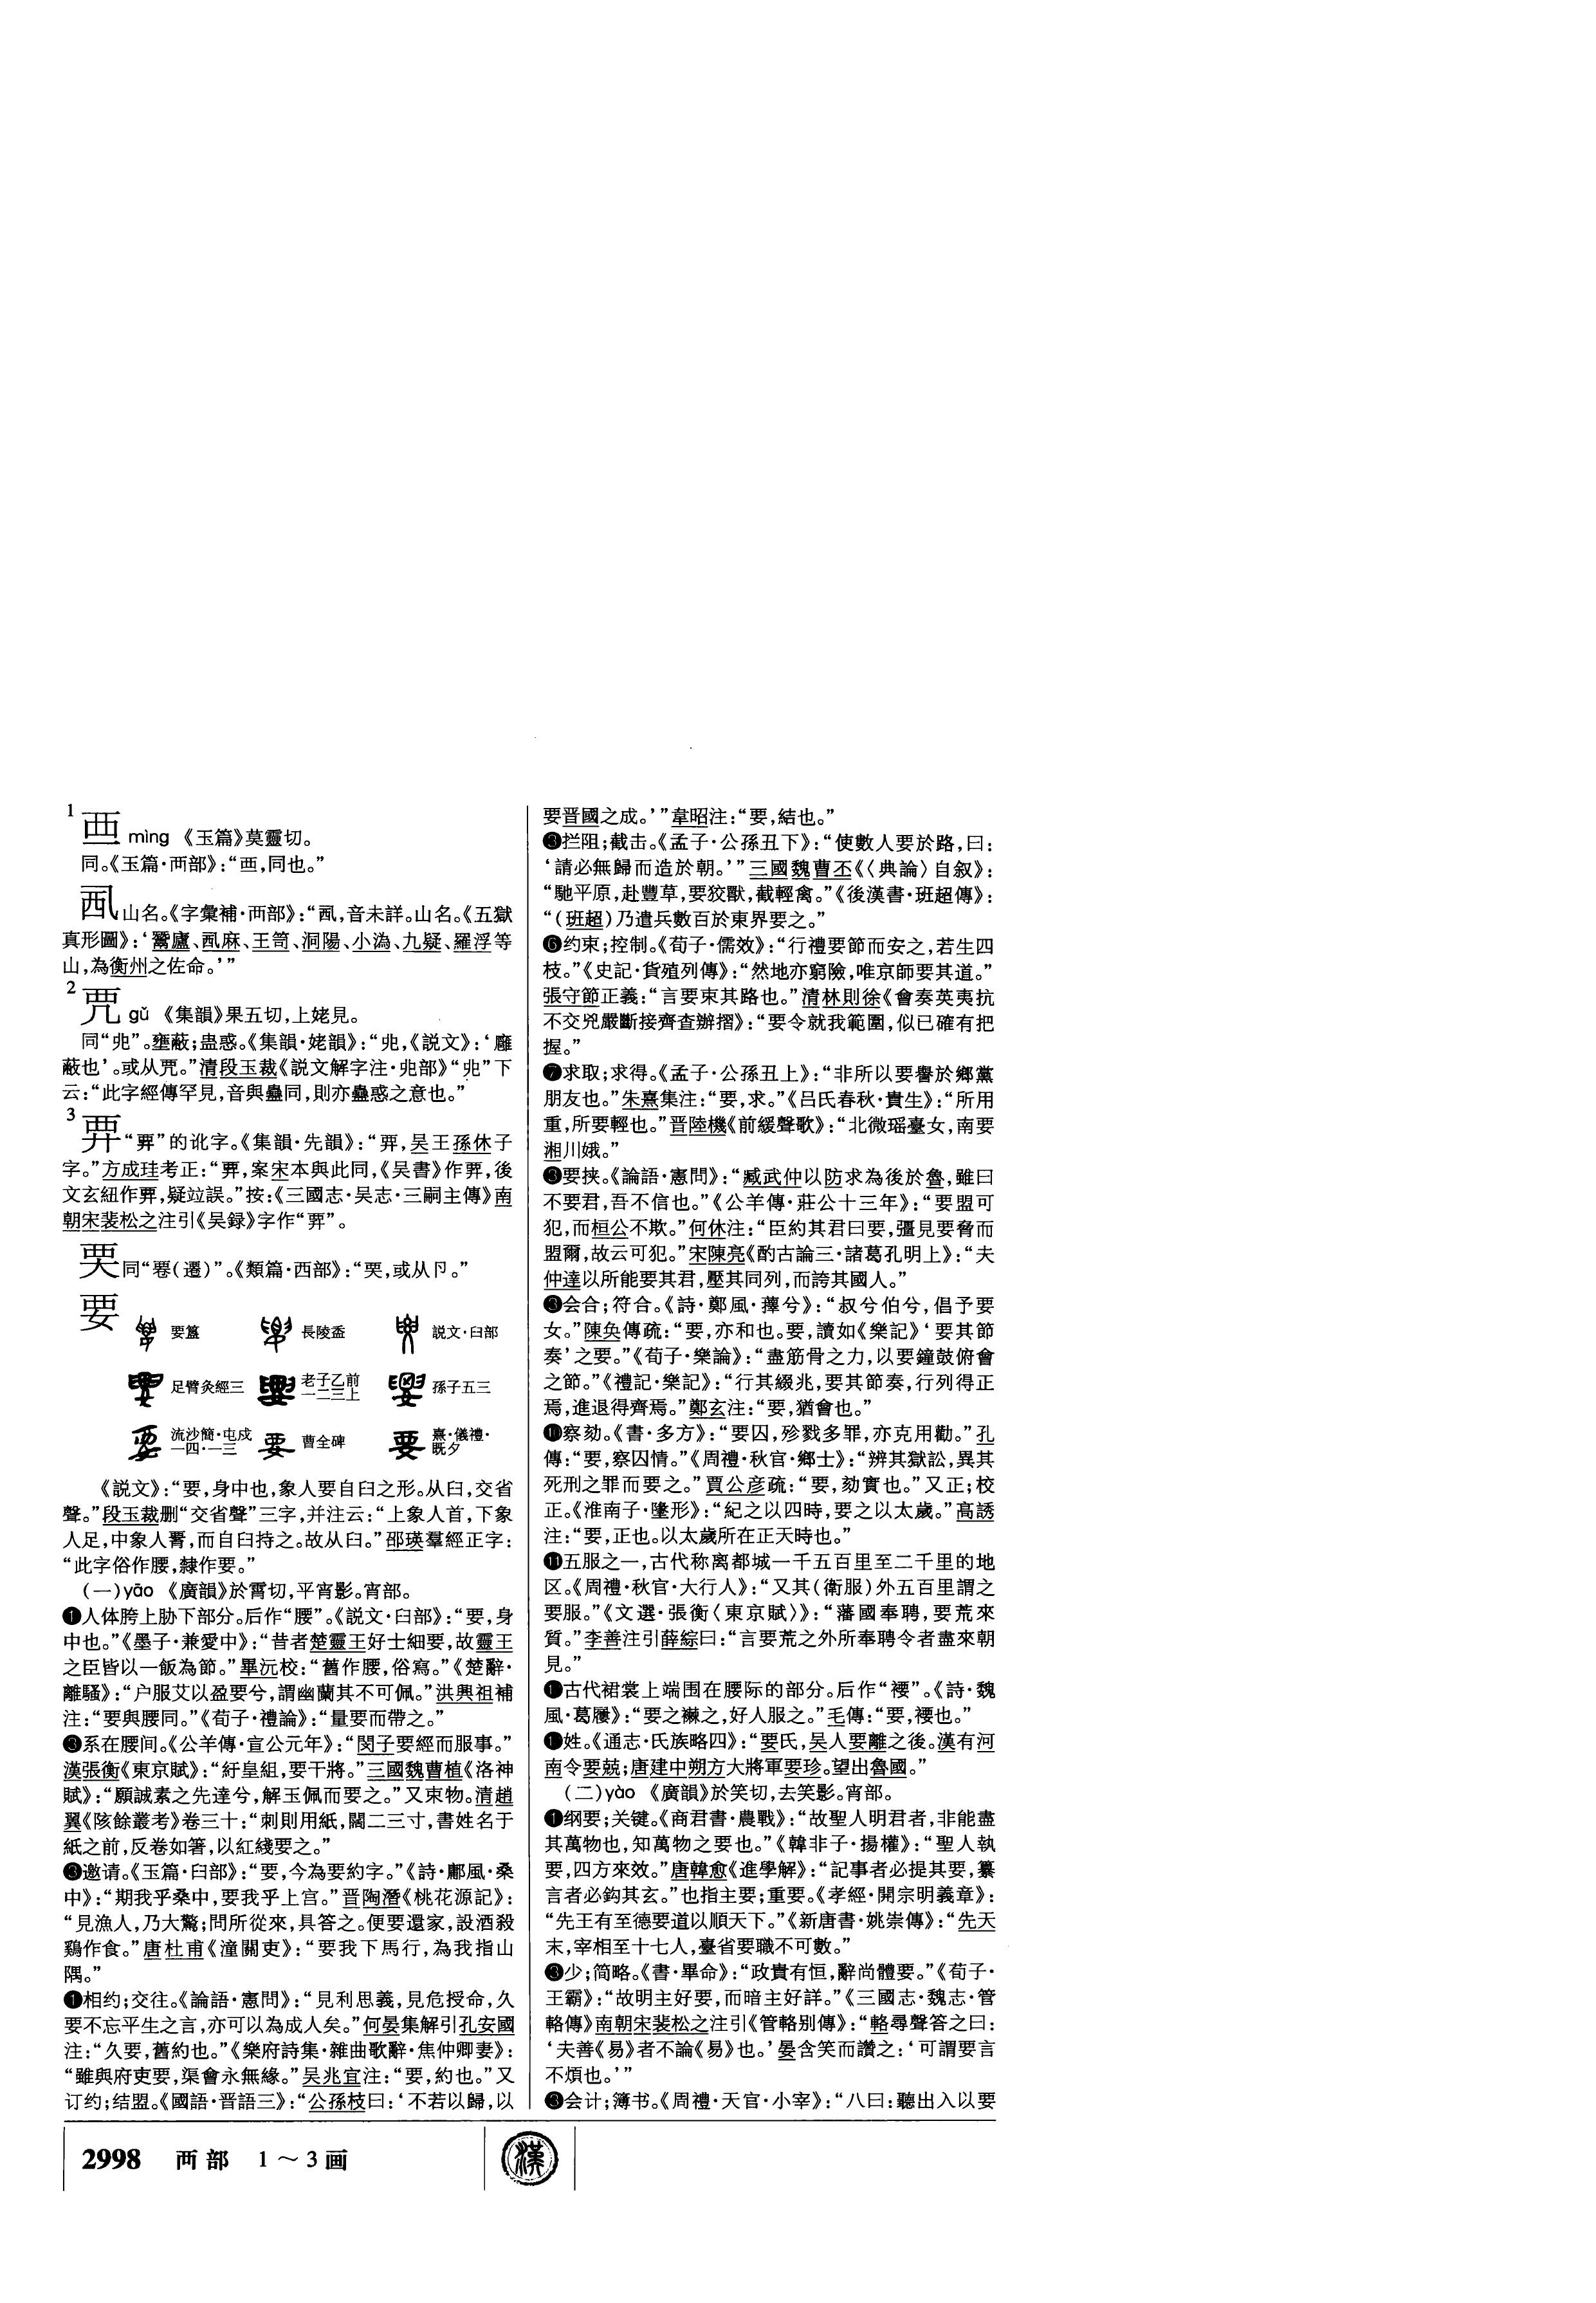 1
mìng 《玉篇》莫靈切。
同。《玉篇·襾部》：“𠕲，同也。”
山名。《字彙補·襾部》：“，音未詳。山名。《五獄
真形圖》：‘廬、麻、王笥、洞陽、小溈、九疑、羅浮等
山，為衡州之佐命。’”
2
gǔ 《集韻》果五切，上姥見。
同“𠑹”。壅蔽；蠱惑。《集韻·姥韻》：“𠑹，《説文》：‘廱
蔽也’。或从。”清段玉裁《説文解字注·𠑹部》“𠑹”下
云：“此字經傳罕見，音與蠱同，則亦蠱惑之意也。”
3
“”的讹字。《集韻·先韻》：“，吴王孫休子
字。”方成珪考正：“，案宋本與此同，《吴書》作，後
文玄紐作，疑竝誤。”按：《三國志·吴志·三嗣主傳》南
朝宋裴松之注引《吴録》字作“”。
同“䙴（遷）”。《類篇·西部》：“，或从卩。”
要
要簋 長陵盉 説文·𦥑部
足臂灸經三 老子乙前一二三上 孫子五三
流沙簡·屯戍一四·一三 曹全碑 熹·儀禮·既夕
《説文》：“要，身中也，象人要自𦥑之形。从𦥑，交省
聲。”段玉裁删“交省聲”三字，并注云：“上象人首，下象
人足，中象人䯚，而自𦥑持之。故从𦥑。”邵瑛羣經正字：
“此字俗作腰，隸作要。”
（一）yāo 《廣韻》於霄切，平宵影。宵部。
❶人体胯上胁下部分。后作“腰”。《説文·𦥑部》：“要，身
中也。”《墨子·兼愛中》：“昔者楚靈王好士細要，故靈王
之臣皆以一飯為節。”畢沅校：“舊作腰，俗寫。”《楚辭·
離騷》：“户服艾以盈要兮，謂幽蘭其不可佩。”洪興祖補
注：“要與腰同。”《荀子·禮論》：“量要而帶之。”
❸系在腰间。《公羊傳·宣公元年》：“閔子要絰而服事。”
漢張衡《東京賦》：“紆皇組，要干將。”三國魏曹植《洛神
賦》：“願誠素之先達兮，解玉佩而要之。”又束物。清趙
翼《陔餘叢考》卷三十：“刺則用紙，闊二三寸，書姓名于
紙之前，反卷如箸，以紅綫要之。”
❸邀请。《玉篇·臼部》：“要，今為要約字。”《詩·鄘風·桑
中》：“期我乎桑中，要我乎上宫。”晋陶潛《桃花源記》：
“見漁人，乃大驚；問所從來，具答之。便要還家，設酒殺
鷄作食。”唐杜甫《潼關吏》：“要我下馬行，為我指山
隅。”
❶相约；交往。《論語·憲問》：“見利思義，見危授命，久
要不忘平生之言，亦可以為成人矣。”何晏集解引孔安國
注：“久要，舊約也。”《樂府詩集·雜曲歌辭·焦仲卿妻》：
“雖與府吏要，渠會永無緣。”吴兆宜注：“要，約也。”又
订约；结盟。《國語·晋語三》：“公孫枝曰：‘不若以歸，以
要晋國之成。’”韋昭注：“要，結也。”
❸拦阻；截击。《孟子·公孫丑下》：“使數人要於路，曰：
‘請必無歸而造於朝。’”三國魏曹丕《〈典論〉自叙》：
“馳平原，赴豐草，要狡獸，截輕禽。”《後漢書·班超傳》：
“（班超）乃遣兵數百於東界要之。”
❻约束；控制。《荀子·儒效》：“行禮要節而安之，若生四
枝。”《史記·貨殖列傳》：“然地亦窮險，唯京師要其道。”
張守節正義：“言要束其路也。”清林則徐《會奏英夷抗
不交兇嚴斷接齊查辦摺》：“要令就我範圍，似已確有把
握。”
❼求取；求得。《孟子·公孫丑上》：“非所以要譽於鄉黨
朋友也。”朱熹集注：“要，求。”《吕氏春秋·貴生》：“所用
重，所要輕也。”晋陸機《前緩聲歌》：“北徵瑶臺女，南要
湘川娥。”
❸要挟。《論語·憲問》：“臧武仲以防求為後於魯，雖曰
不要君，吾不信也。”《公羊傳·莊公十三年》：“要盟可
犯，而桓公不欺。”何休注：“臣約其君曰要，彊見要脅而
盟爾，故云可犯。”宋陳亮《酌古論三·諸葛孔明上》：“夫
仲達以所能要其君，壓其同列，而誇其國人。”
❸会合；符合。《詩·鄭風·蘀兮》：“叔兮伯兮，倡予要
女。”陳奂傳疏：“要，亦和也。要，讀如《樂記》‘要其節
奏’之要。”《荀子·樂論》：“盡筋骨之力，以要鐘鼓俯會
之節。”《禮記·樂記》：“行其綴兆，要其節奏，行列得正
焉，進退得齊焉。”鄭玄注：“要，猶會也。”
❿察劾。《書·多方》：“要囚，殄戮多罪，亦克用勸。”孔
傳：“要，察囚情。”《周禮·秋官·鄉士》：“辨其獄訟，異其
死刑之罪而要之。”賈公彦疏：“要，劾實也。”又正；校
正。《淮南子·墬形》：“紀之以四時，要之以太歲。”高誘
注：“要，正也。以太歲所在正天時也。”
⓫五服之一，古代称离都城一千五百里至二千里的地
区。《周禮·秋官·大行人》：“又其（衛服）外五百里謂之
要服。”《文選·張衡〈東京賦〉》：“藩國奉聘，要荒來
質。”李善注引薛綜曰：“言要荒之外所奉聘令者盡來朝
見。”
❶古代裙裳上端围在腰际的部分。后作“褄”。《詩·魏
風·葛屨》：“要之襋之，好人服之。”毛傳：“要，䙅也。”
❶姓。《通志·氏族略四》：“要氏，吴人要離之後。漢有河
南令要兢；唐建中朔方大將軍要珍。望出魯國。”
（二）yào 《廣韻》於笑切，去笑影。宵部。
❶纲要；关键。《商君書·農戰》：“故聖人明君者，非能盡
其萬物也，知萬物之要也。”《韓非子·揚權》：“聖人執
要，四方來效。”唐韓愈《進學解》：“記事者必提其要，纂
言者必鈎其玄。”也指主要；重要。《孝經·開宗明義章》：
“先王有至德要道以順天下。”《新唐書·姚崇傳》：“先天
末，宰相至十七人，臺省要職不可數。”
❸少；简略。《書·畢命》：“政貴有恒，辭尚體要。”《荀子·
王霸》：“故明主好要，而暗主好詳。”《三國志·魏志·管
輅傳》南朝宋裴松之注引《管輅别傳》：“輅尋聲答之曰：
‘夫善《易》者不論《易》也。’晏含笑而讚之：‘可謂要言
不煩也。’”
❸会计；簿书。《周禮·天官·小宰》：“八曰：聽出入以要
2998 襾部 1～3画
漢